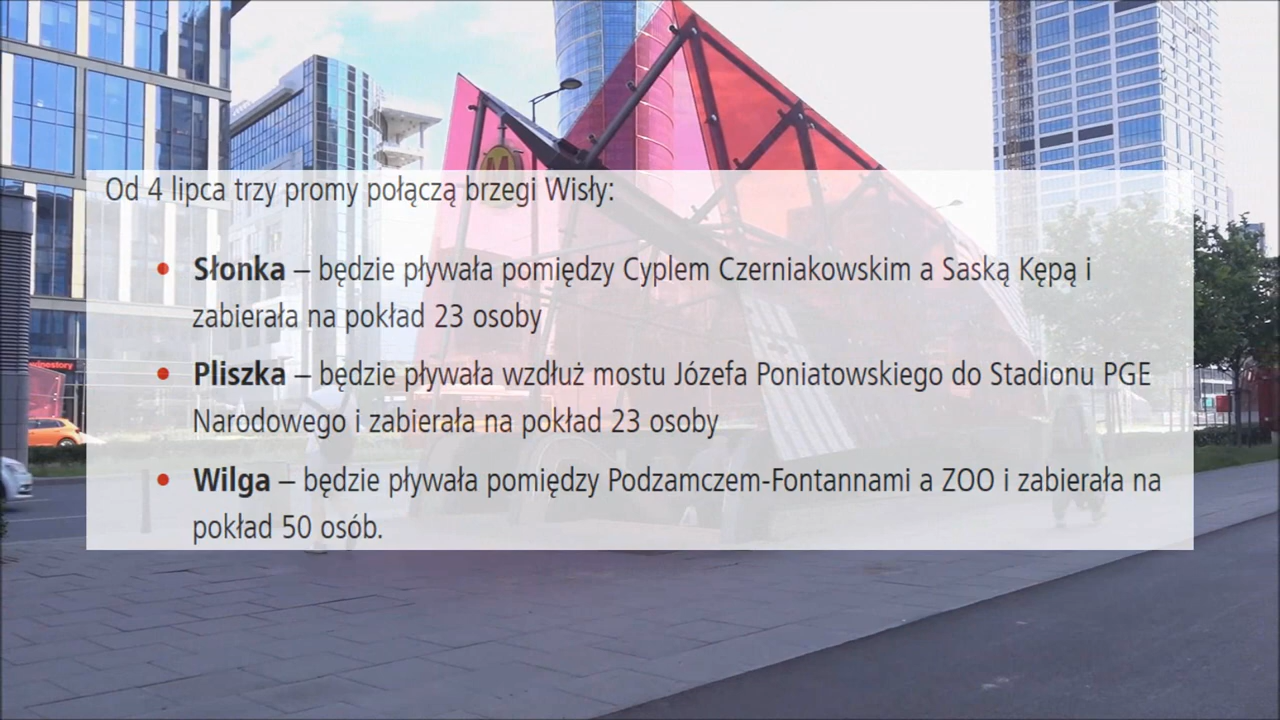 Od 4 lipca trzy promy połączą brzegi Wisły:
• Słonka – będzie pływała pomiędzy Cyplem Czerniakowskim a Saską Kępą i
zabierała na pokład 23 osoby
• Pliszka – będzie pływała wzdłuż mostu Józefa Poniatowskiego do Stadionu PGE
Narodowego i zabierała na pokład 23 osoby
• Wilga – będzie pływała pomiędzy Podzamczem-Fontannami a ZOO i zabierała na
pokład 50 osób.
M